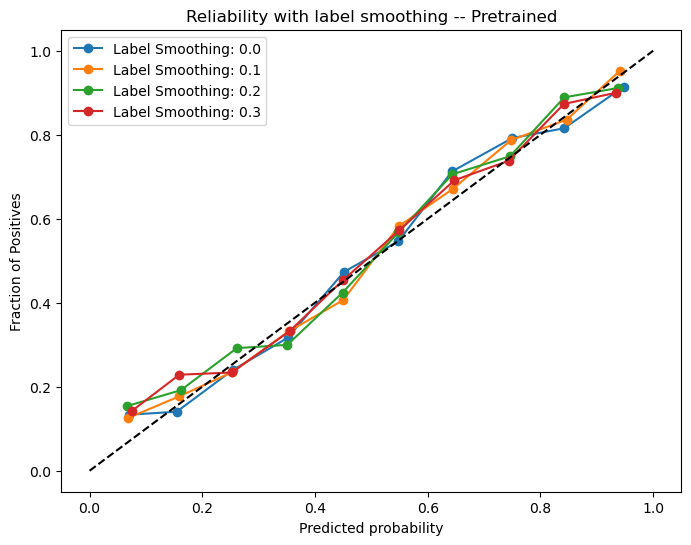 Reliability with label smoothing -- Pretrained
Label Smoothing: 0.0
Label Smoothing: 0.1
Label Smoothing: 0.2
Label Smoothing: 0.3
1.0
0.8
0.6
0.4
0.2
0.0
Fraction of Positives
0.0 0.2 0.4 0.6 0.8 1.0
Predicted probability